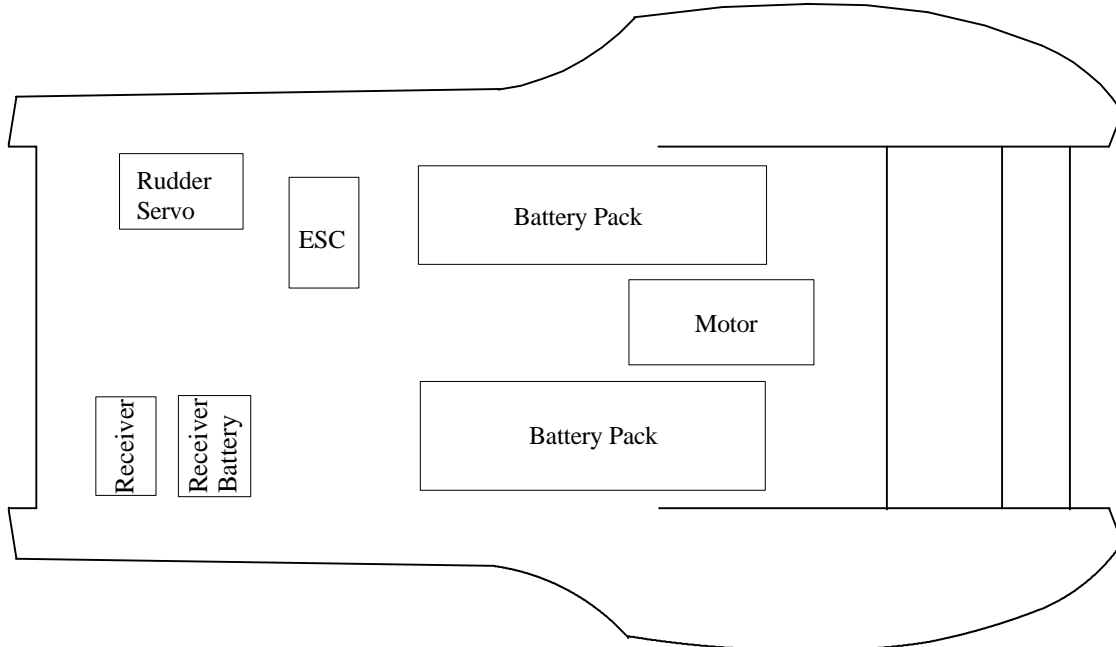 Rudder
Servo
ESC
Battery Pack
Motor
Receiver
Receiver
Battery
Battery Pack